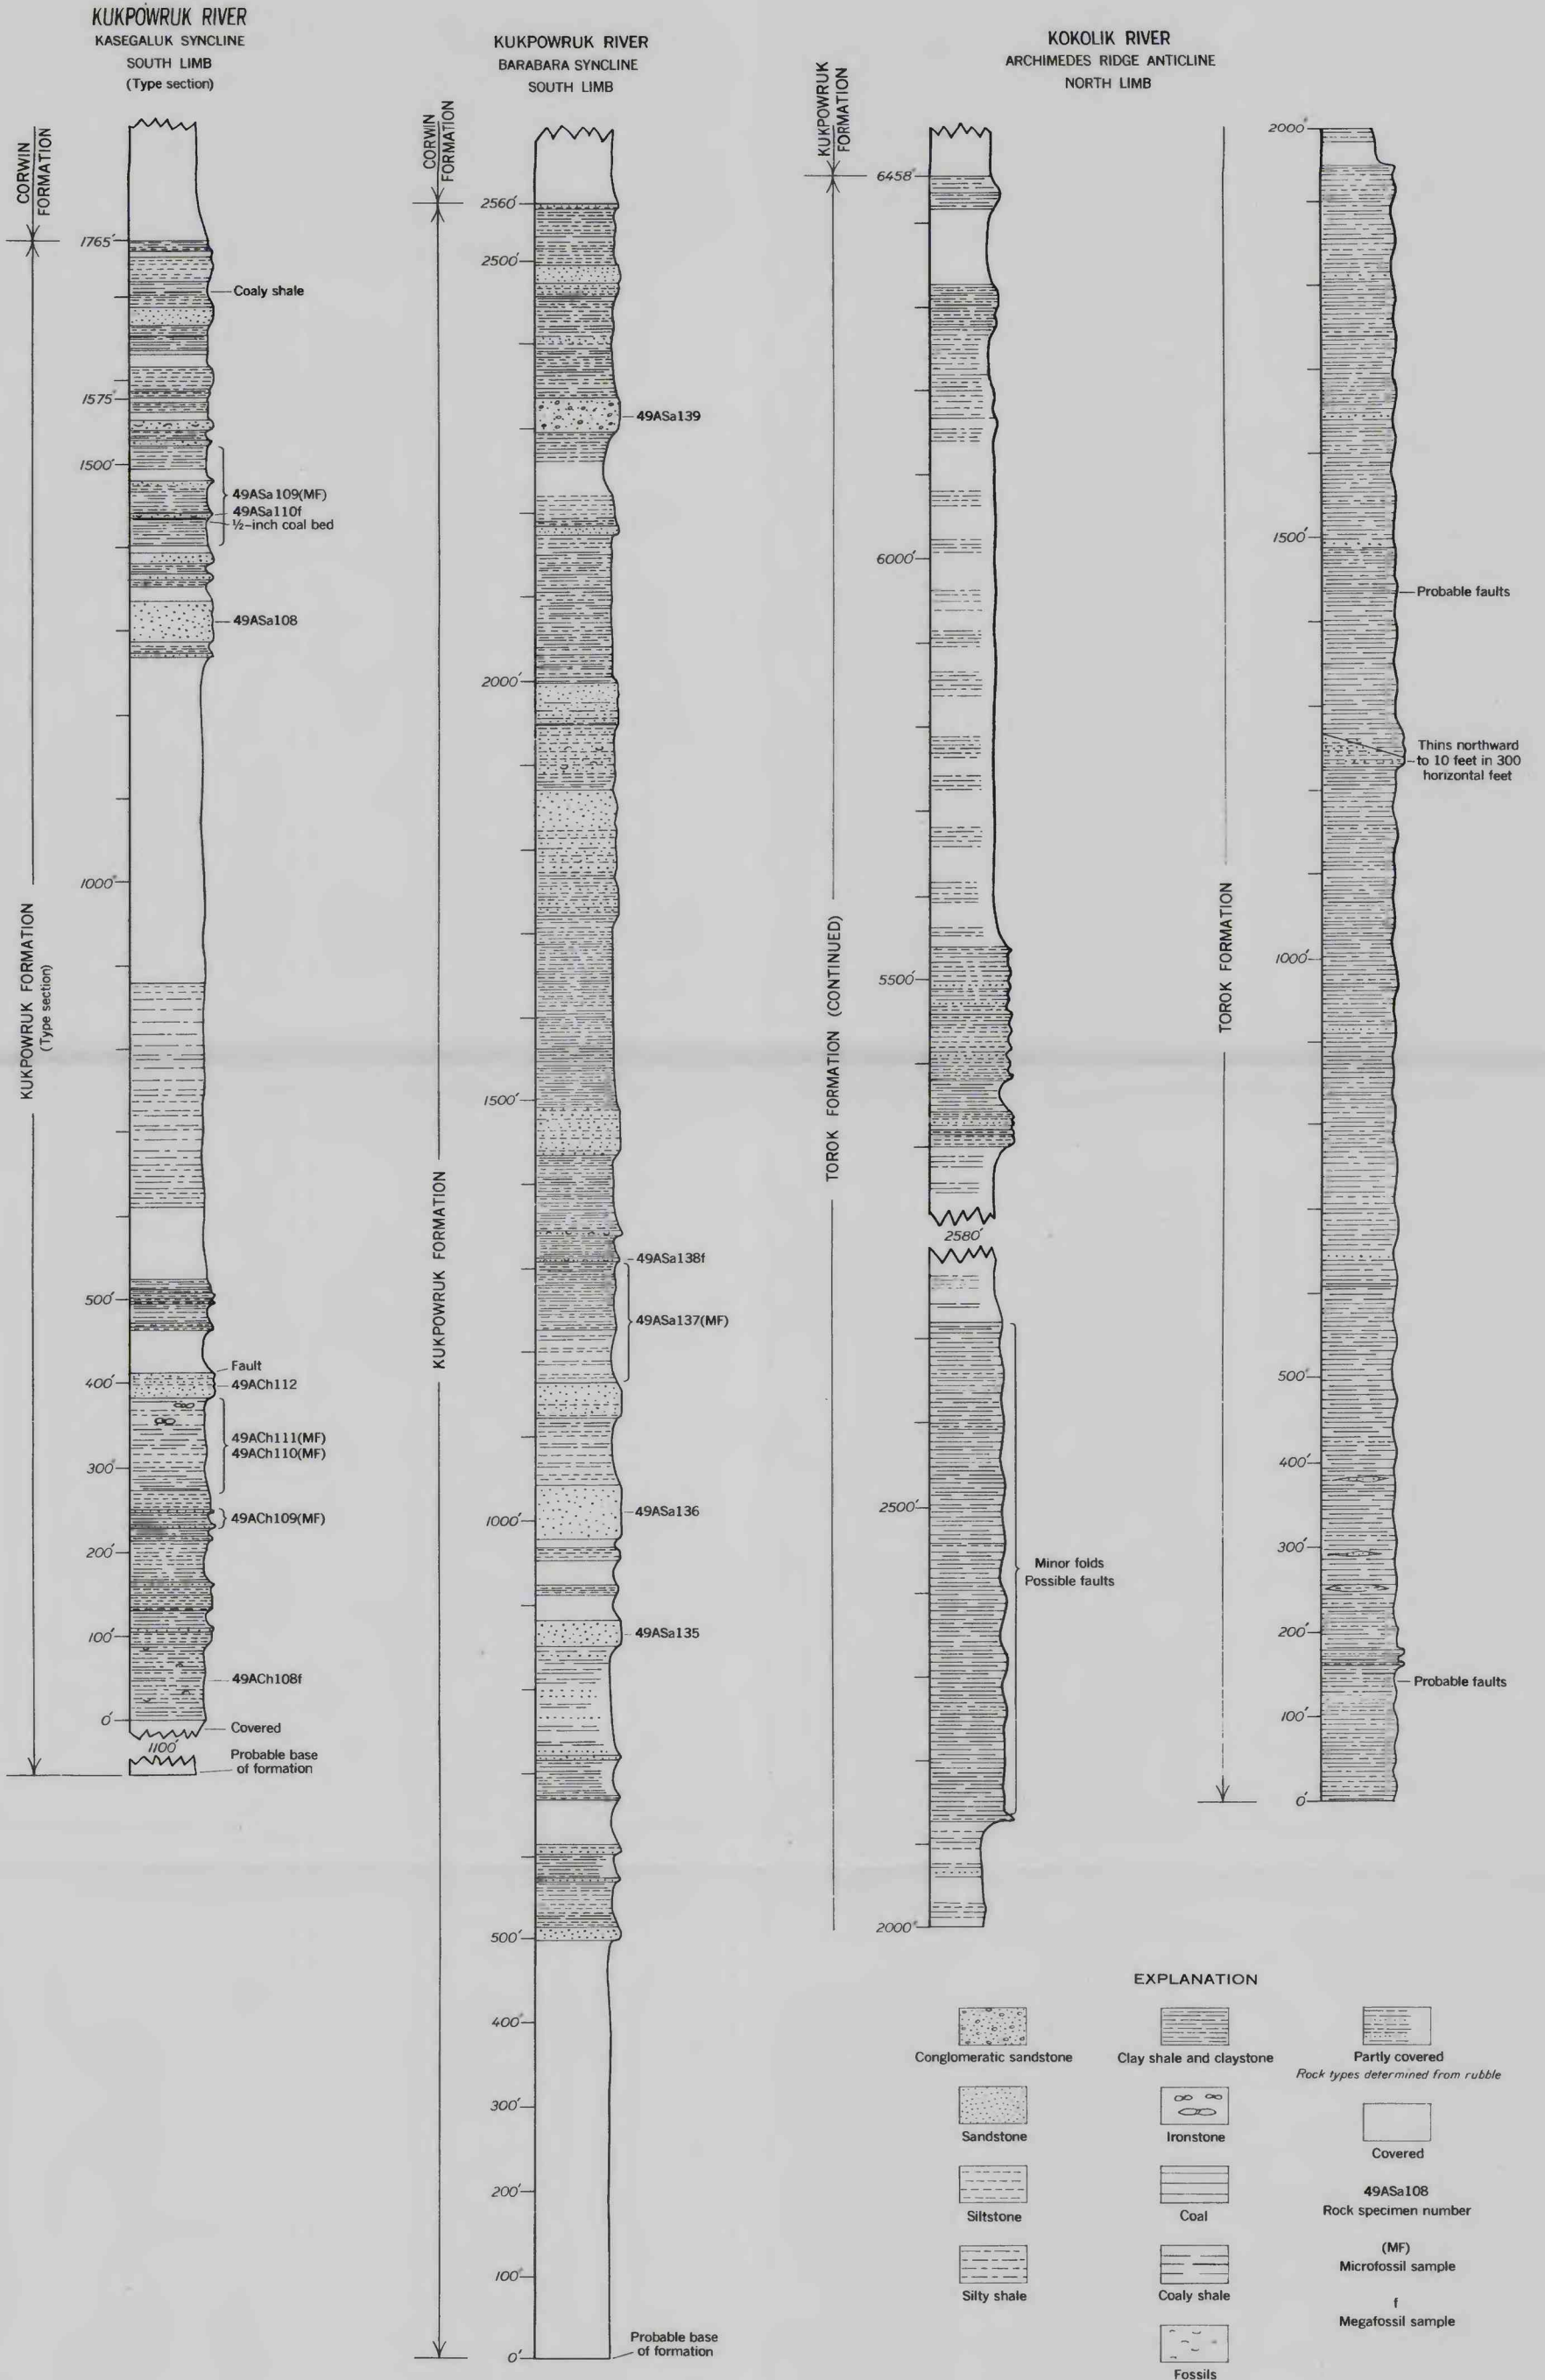 KUKPOWRUK RIVER
KASEGALUK SYNCLINE
SOUTH LIMB
(Type section)
CORWIN
FORMATION
1765'
Coaly shale
1575'
1500'
49ASa109(MF)
49ASa110f
½-inch coal bed
49ASa108
1000'
KUKPOWRUK FORMATION
(Type section)
500'
Fault
400'
49ACh112
49ACh111(MF)
49ACh110(MF)
300'
49ACh109(MF)
200'
100'
49ACh108f
0'
Covered
1100'
Probable base
of formation
KUKPOWRUK RIVER
BARABARA SYNCLINE
SOUTH LIMB
CORWIN
FORMATION
2560'
2500'
49ASa139
2000'
1500'
KUKPOWRUK FORMATION
49ASa138f
49ASa137(MF)
49ASa136
1000'
49ASa135
500'
400'
300'
200'
100'
0'
Probable base
of formation
KOKOLIK RIVER
ARCHIMEDES RIDGE ANTICLINE
NORTH LIMB
KUKPOWRUK
FORMATION
6458'
6000'
5500'
TOROK FORMATION (CONTINUED)
2580'
2500'
Minor folds
Possible faults
2000'
2000'
1500'
Probable faults
Thins northward
to 10 feet in 300
horizontal feet
TOROK FORMATION
1000'
500'
400'
300'
200'
Probable faults
100'
0'
EXPLANATION
Conglomeratic sandstone
Sandstone
Siltstone
Silty shale
Clay shale and claystone
Ironstone
Coal
Coaly shale
Fossils
Partly covered
Rock types determined from rubble
Covered
49ASa108
Rock specimen number
(MF)
Microfossil sample
f
Megafossil sample